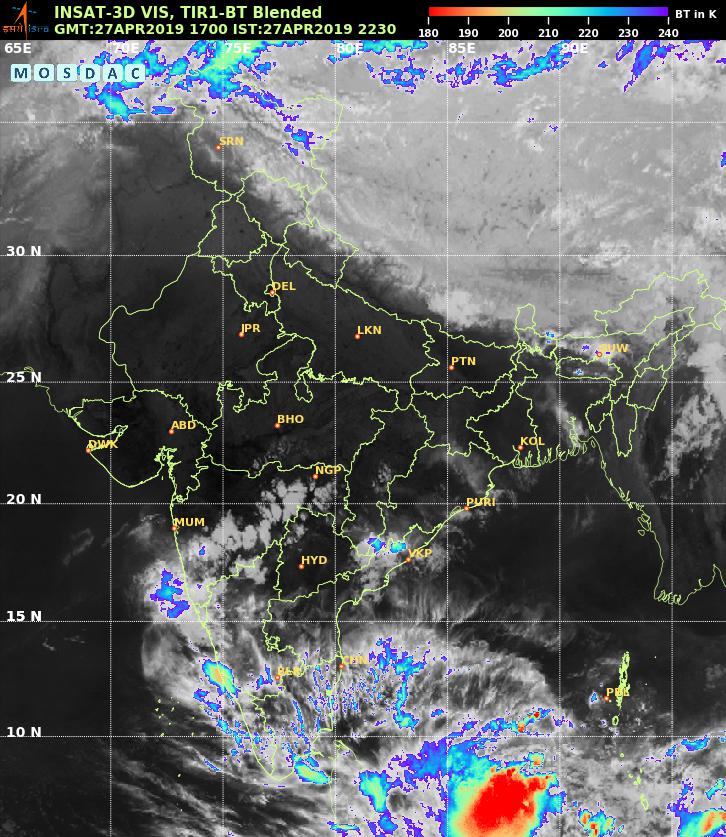 INSAT-3D VIS, TIR1-BT Blended
GMT:27APR2019 1700 IST:27APR2019 2230
BT in K
180 190 200 210 220 230 240
65E 70E 75E 80E 85E 90E
MOSDAC
SRN
30 N
DEL
JPR
LKN
GUW
PTN
25 N
ABD
BHO
DWK
KOL
NGP
20 N
PURI
MUM
VKP
HYD
15 N
CHN
BLR
PBL
10 N